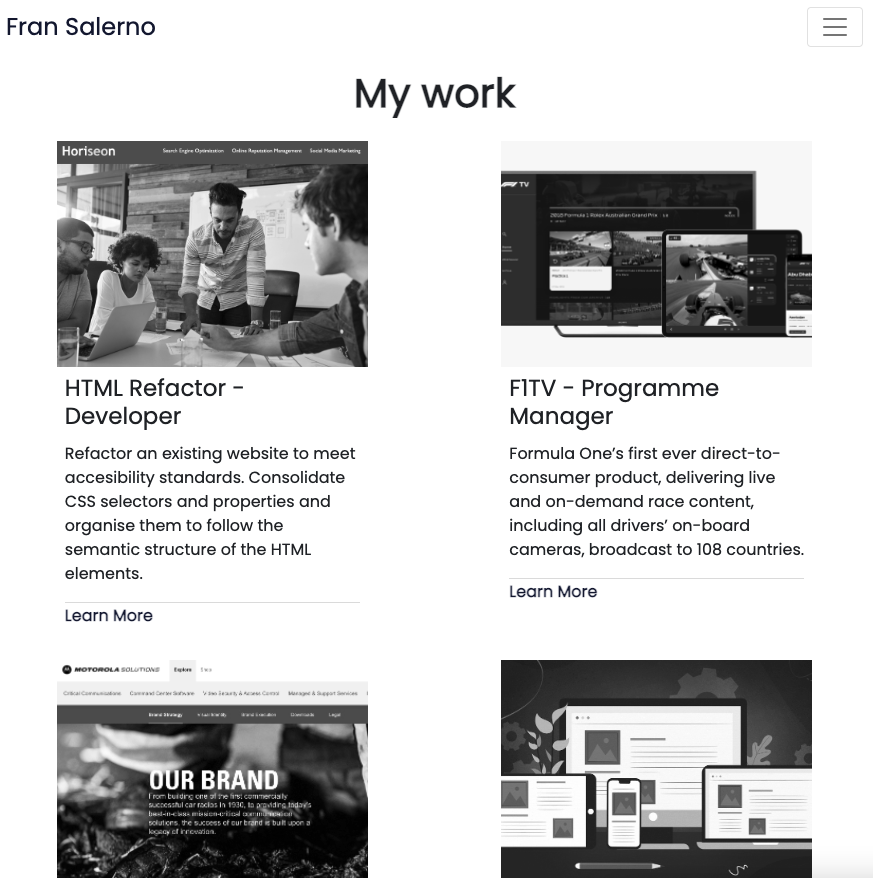 Fran Salerno
My work
Horiseon
Search Engine Optimization Online Reputation Management Social Media Marketing
HTML Refactor -
Developer
Refactor an existing website to meet
accesibility standards. Consolidate
CSS selectors and properties and
organise them to follow the
semantic structure of the HTML
elements.
Learn More
TV
2019 Formula 1 Rolex Australian Grand Prix
Abu Dhabi
F1TV - Programme
Manager
Formula One’s first ever direct-to-
consumer product, delivering live
and on-demand race content,
including all drivers’ on-board
cameras, broadcast to 108 countries.
Learn More
MOTOROLA SOLUTIONS Explore
Critical Communications Command Center Software Video Security & Access Control Managed & Support Services
Brand Strategy Visual Identity Brand Execution Downloads Legal
OUR BRAND
From building one of the first commercially
successful car radios in 1930, to providing today's
best-in-class mission-critical communication
solutions, the success of our brand is built upon a
legacy of innovation.